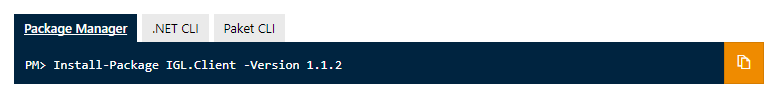 Package Manager .NET CLI Paket CLI
PM> Install-Package IGL.Client -Version 1.1.2